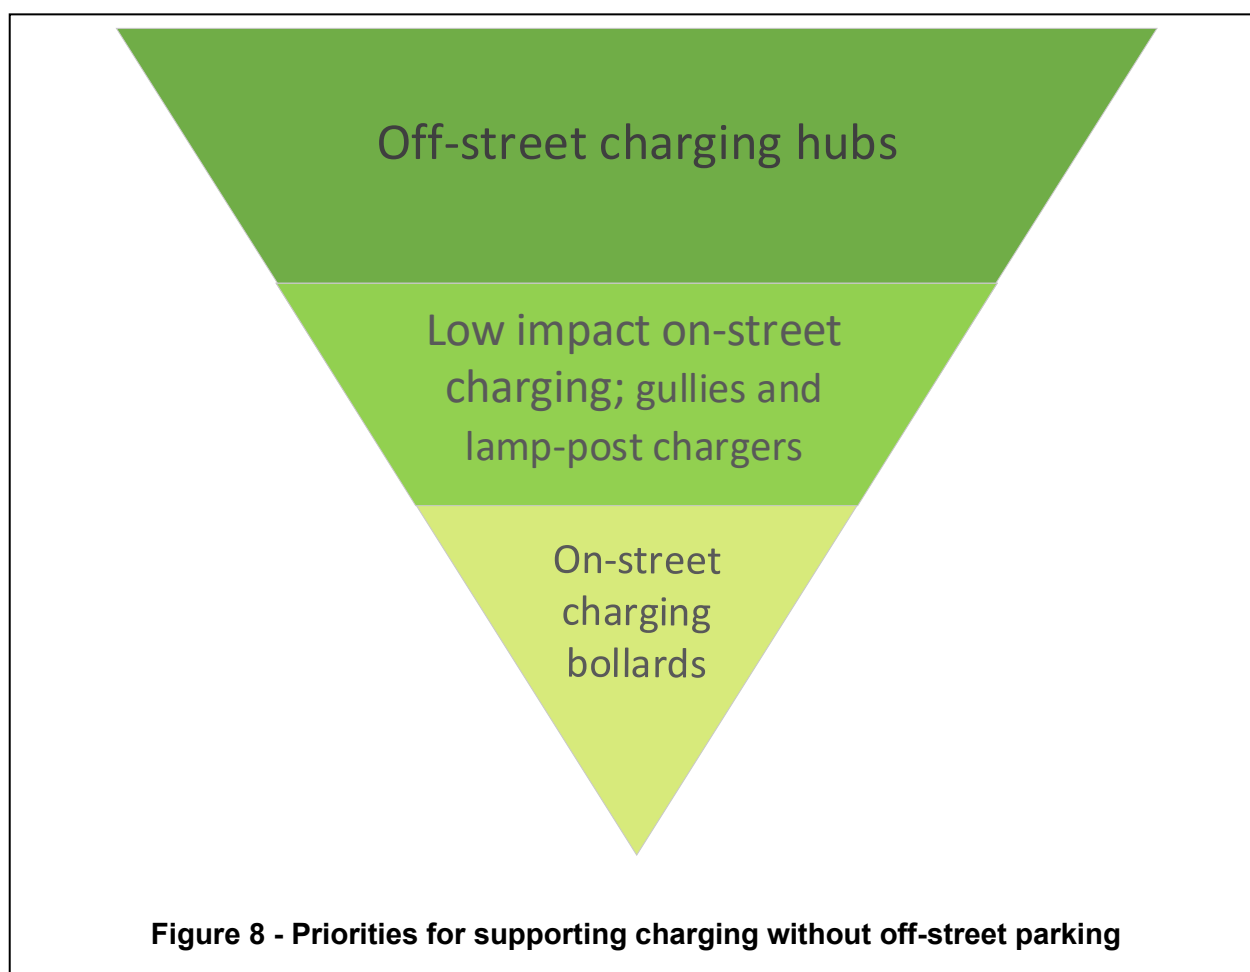 Off-street charging hubs
Low impact on-street
charging; gullies and
lamp-post chargers
On-street
charging
bollards
Figure 8 - Priorities for supporting charging without off-street parking